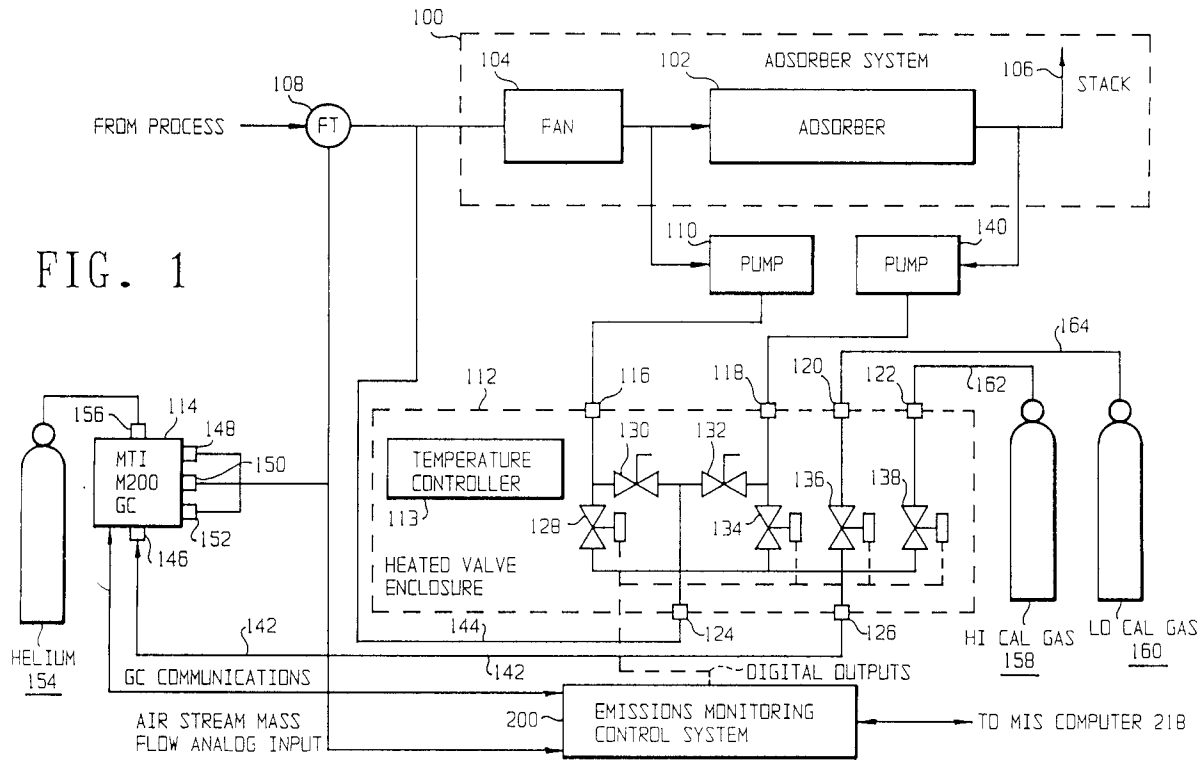 100
104
102
ADSORBER SYSTEM
106
STACK
108
FROM PROCESS
FT
FAN
ADSORBER
110
140
PUMP
PUMP
FIG. 1
164
112
116
118
120
122
162
156
114
148
130
132
MTI
M200
GC
150
TEMPERATURE
CONTROLLER
113
136
138
128
134
152
146
HEATED VALVE
ENCLOSURE
144
124
126
HELIUM
154
142
142
HI CAL GAS
158
LO CAL GAS
160
GC COMMUNICATIONS
DIGITAL OUTPUTS
AIR STREAM MASS
FLOW ANALOG INPUT
200
EMISSIONS MONITORING
CONTROL
SYSTEM
TO MIS COMPUTER 218